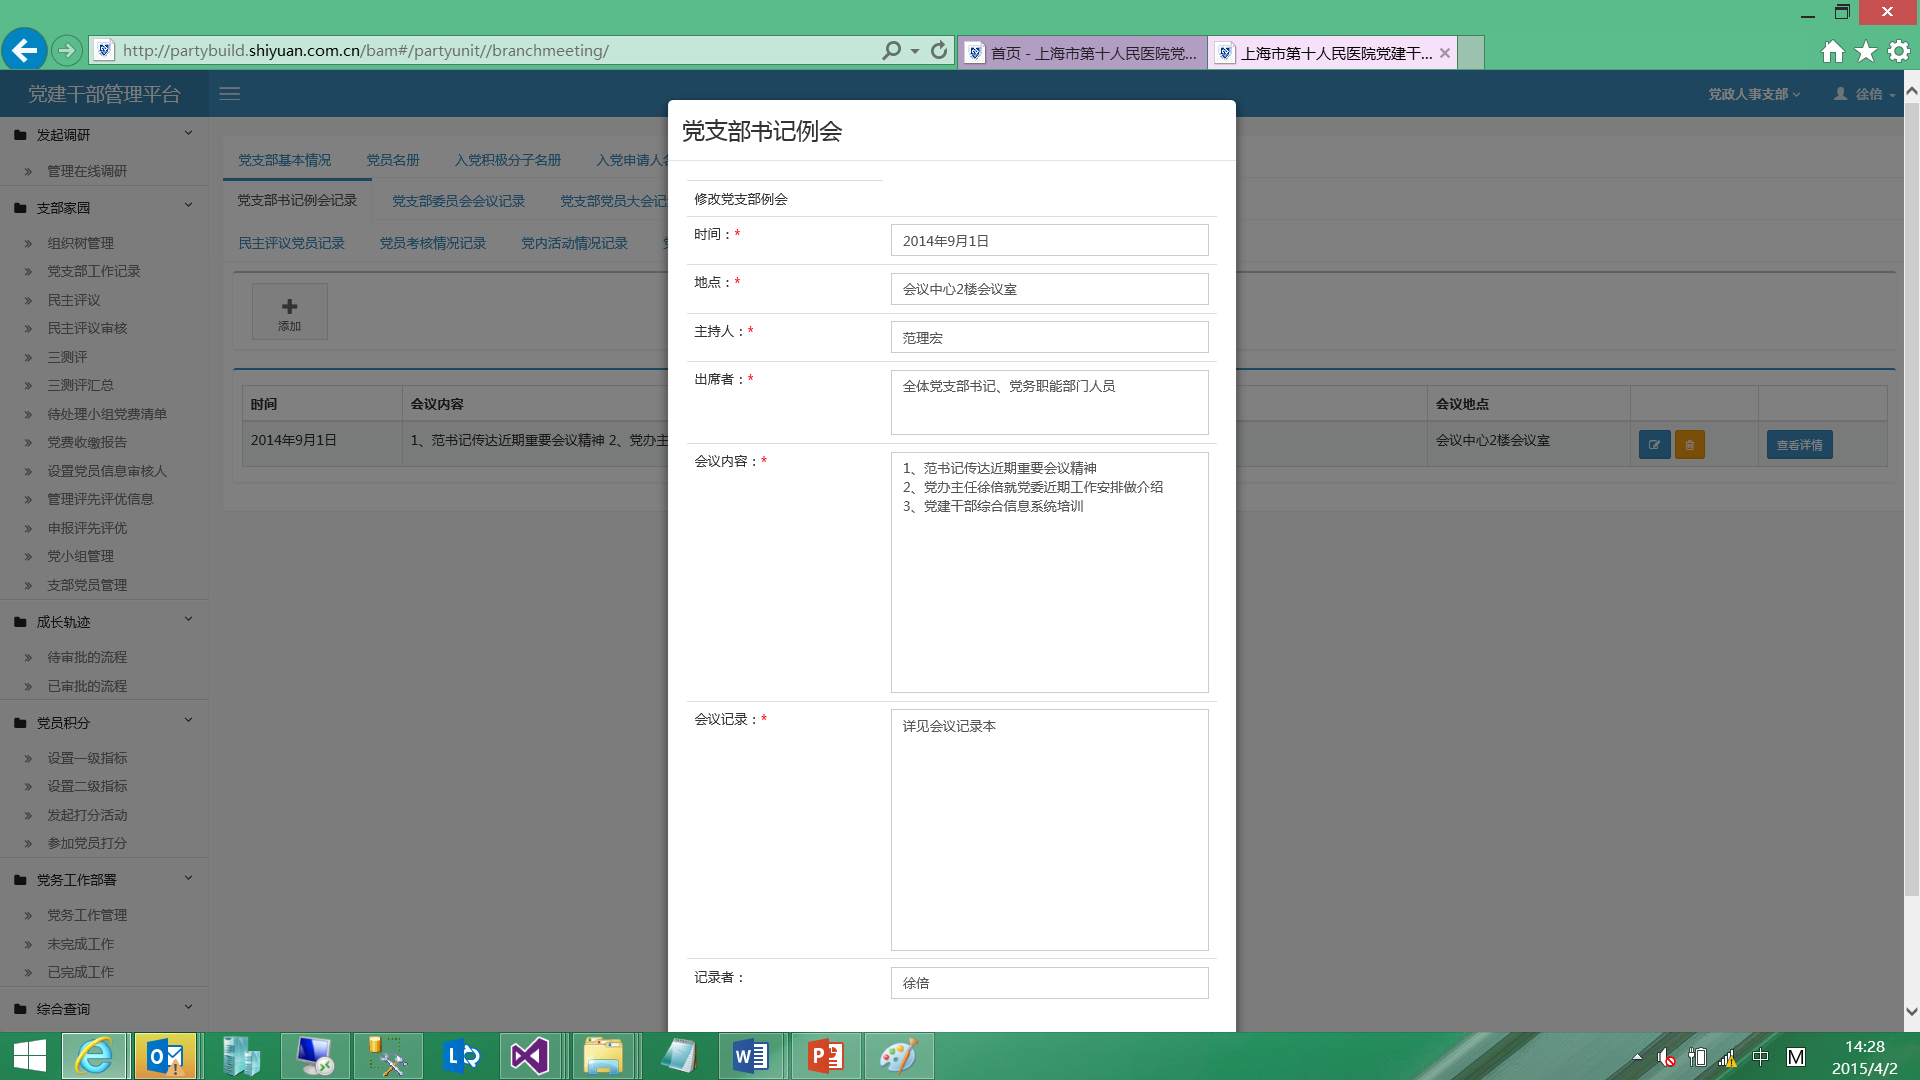 http://partybuild.shiyuan.com.cn/bam#/partyunit//branchmeeting/
首页 - 上海市第十人民医院党...
上海市第十人民医院党建干...
党建干部管理平台
党政人事支部
徐倍
发起调研
管理在线调研
支部家园
组织树管理
党支部工作记录
民主评议
民主评议审核
三测评
三测评汇总
待处理小组党费清单
党费收缴报告
设置党员信息审核人
管理评先评优信息
申报评先评优
党小组管理
支部党员管理
成长轨迹
待审批的流程
已审批的流程
党员积分
设置一级指标
设置二级指标
发起打分活动
参加党员打分
党务工作部署
党务工作管理
未完成工作
已完成工作
综合查询
党支部基本情况 党员名册 入党积极分子名册 入党申请人
党支部书记例会记录 党支部委员会会议记录 党支部党员大会记
民主评议党员记录 党员考核情况记录 党内活动情况记录
添加
时间 会议内容 会议地点
2014年9月1日 1、范书记传达近期重要会议精神 2、党办主 会议中心2楼会议室 查看详情
党支部书记例会
修改党支部例会
时间：* 2014年9月1日
地点：* 会议中心2楼会议室
主持人：* 范理宏
出席者：* 全体党支部书记、党务职能部门人员
会议内容：* 1、范书记传达近期重要会议精神
2、党办主任徐倍就党委近期工作安排做介绍
3、党建干部综合信息系统培训
会议记录：* 详见会议记录本
记录者： 徐倍
中 M
14:28
2015/4/2